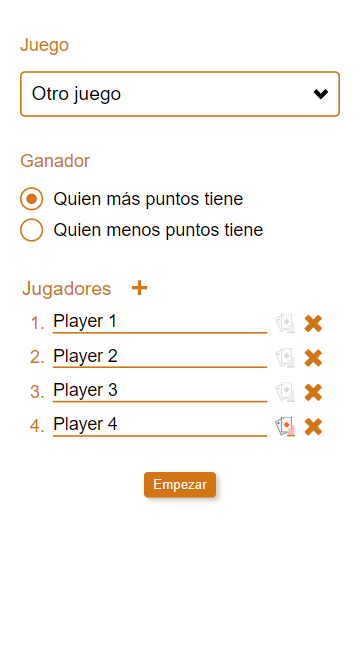 Juego
Otro juego
Ganador
Quien más puntos tiene
Quien menos puntos tiene
Jugadores +
1. Player 1
2. Player 2
3. Player 3
4. Player 4
Empezar